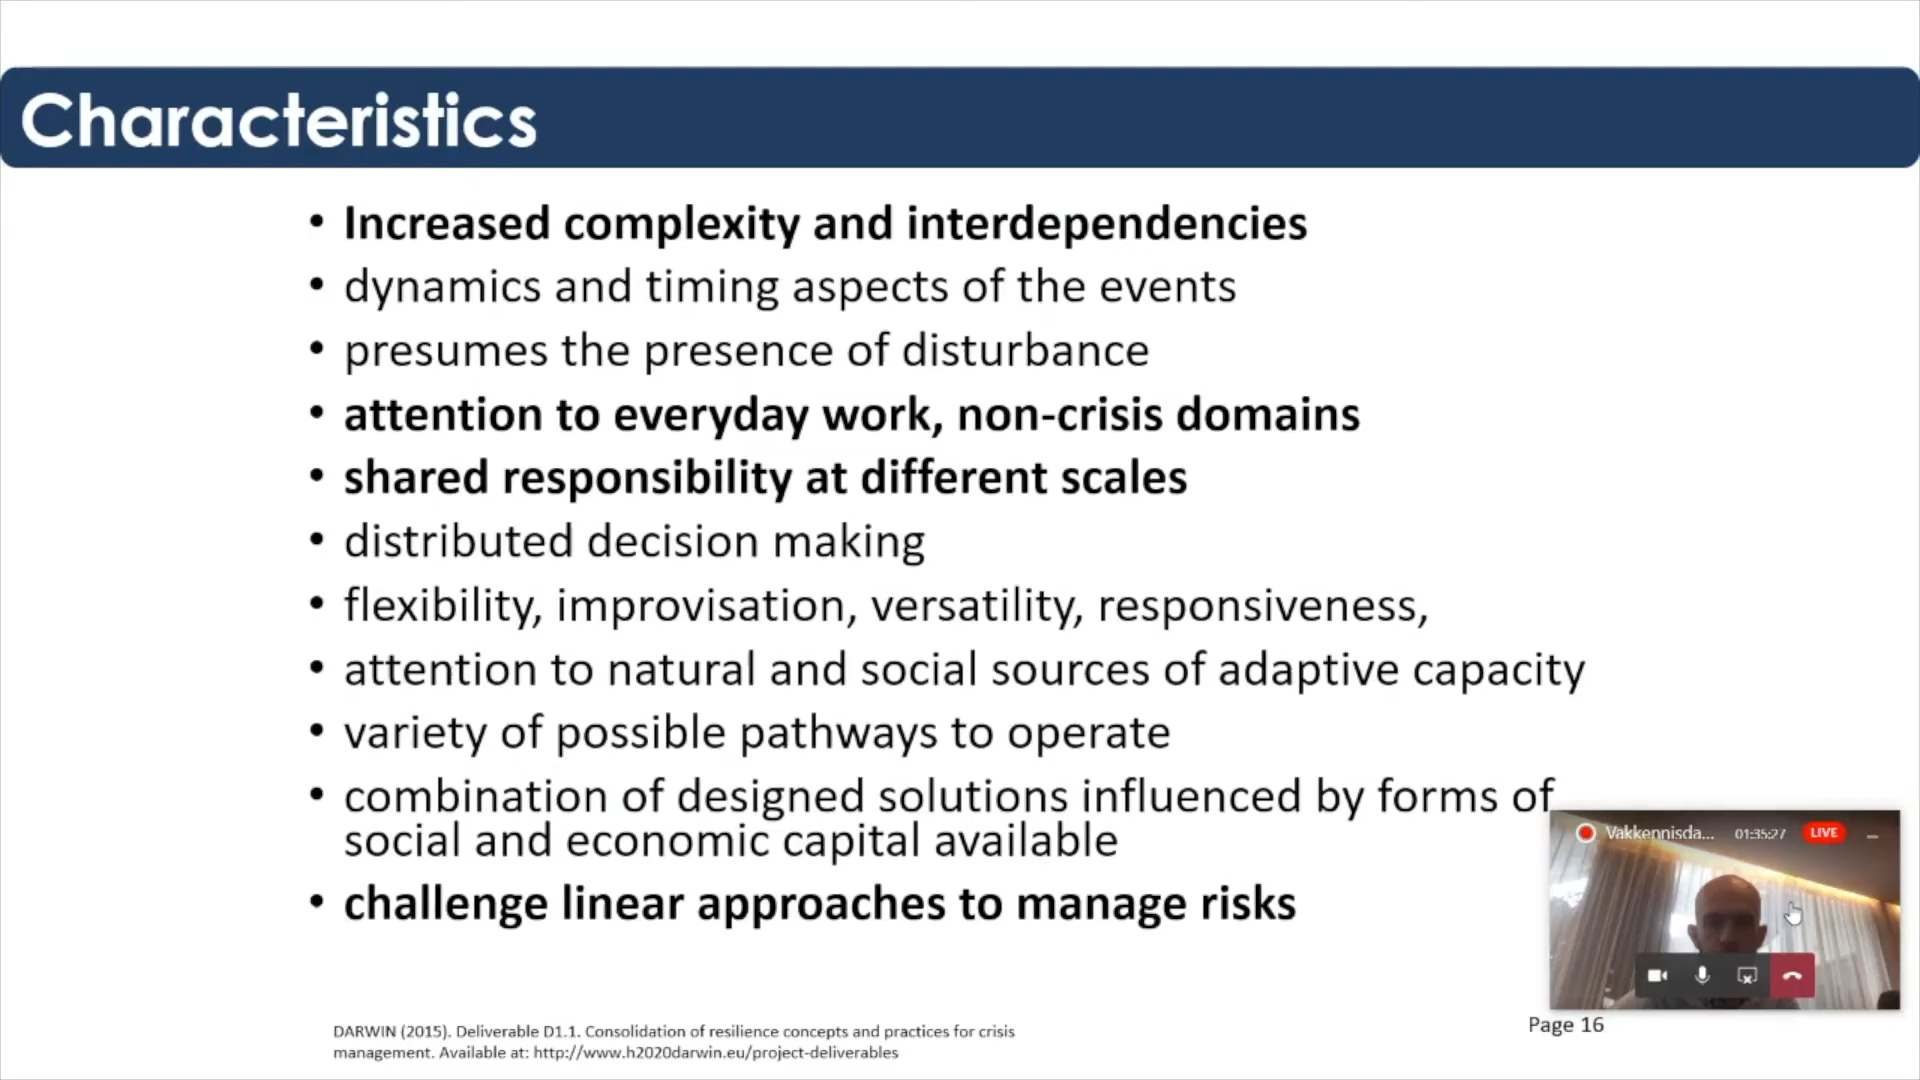 Characteristics
• Increased complexity and interdependencies
• dynamics and timing aspects of the events
• presumes the presence of disturbance
• attention to everyday work, non-crisis domains
• shared responsibility at different scales
• distributed decision making
• flexibility, improvisation, versatility, responsiveness,
• attention to natural and social sources of adaptive capacity
• variety of possible pathways to operate
• combination of designed solutions influenced by forms of
social and economic capital available
• challenge linear approaches to manage risks
Vakkennisda... 01:35:27 LIVE
DARWIN (2015). Deliverable D1.1. Consolidation of resilience concepts and practices for crisis
management. Available at: http://www.h2020darwin.eu/project-deliverables
Page 16